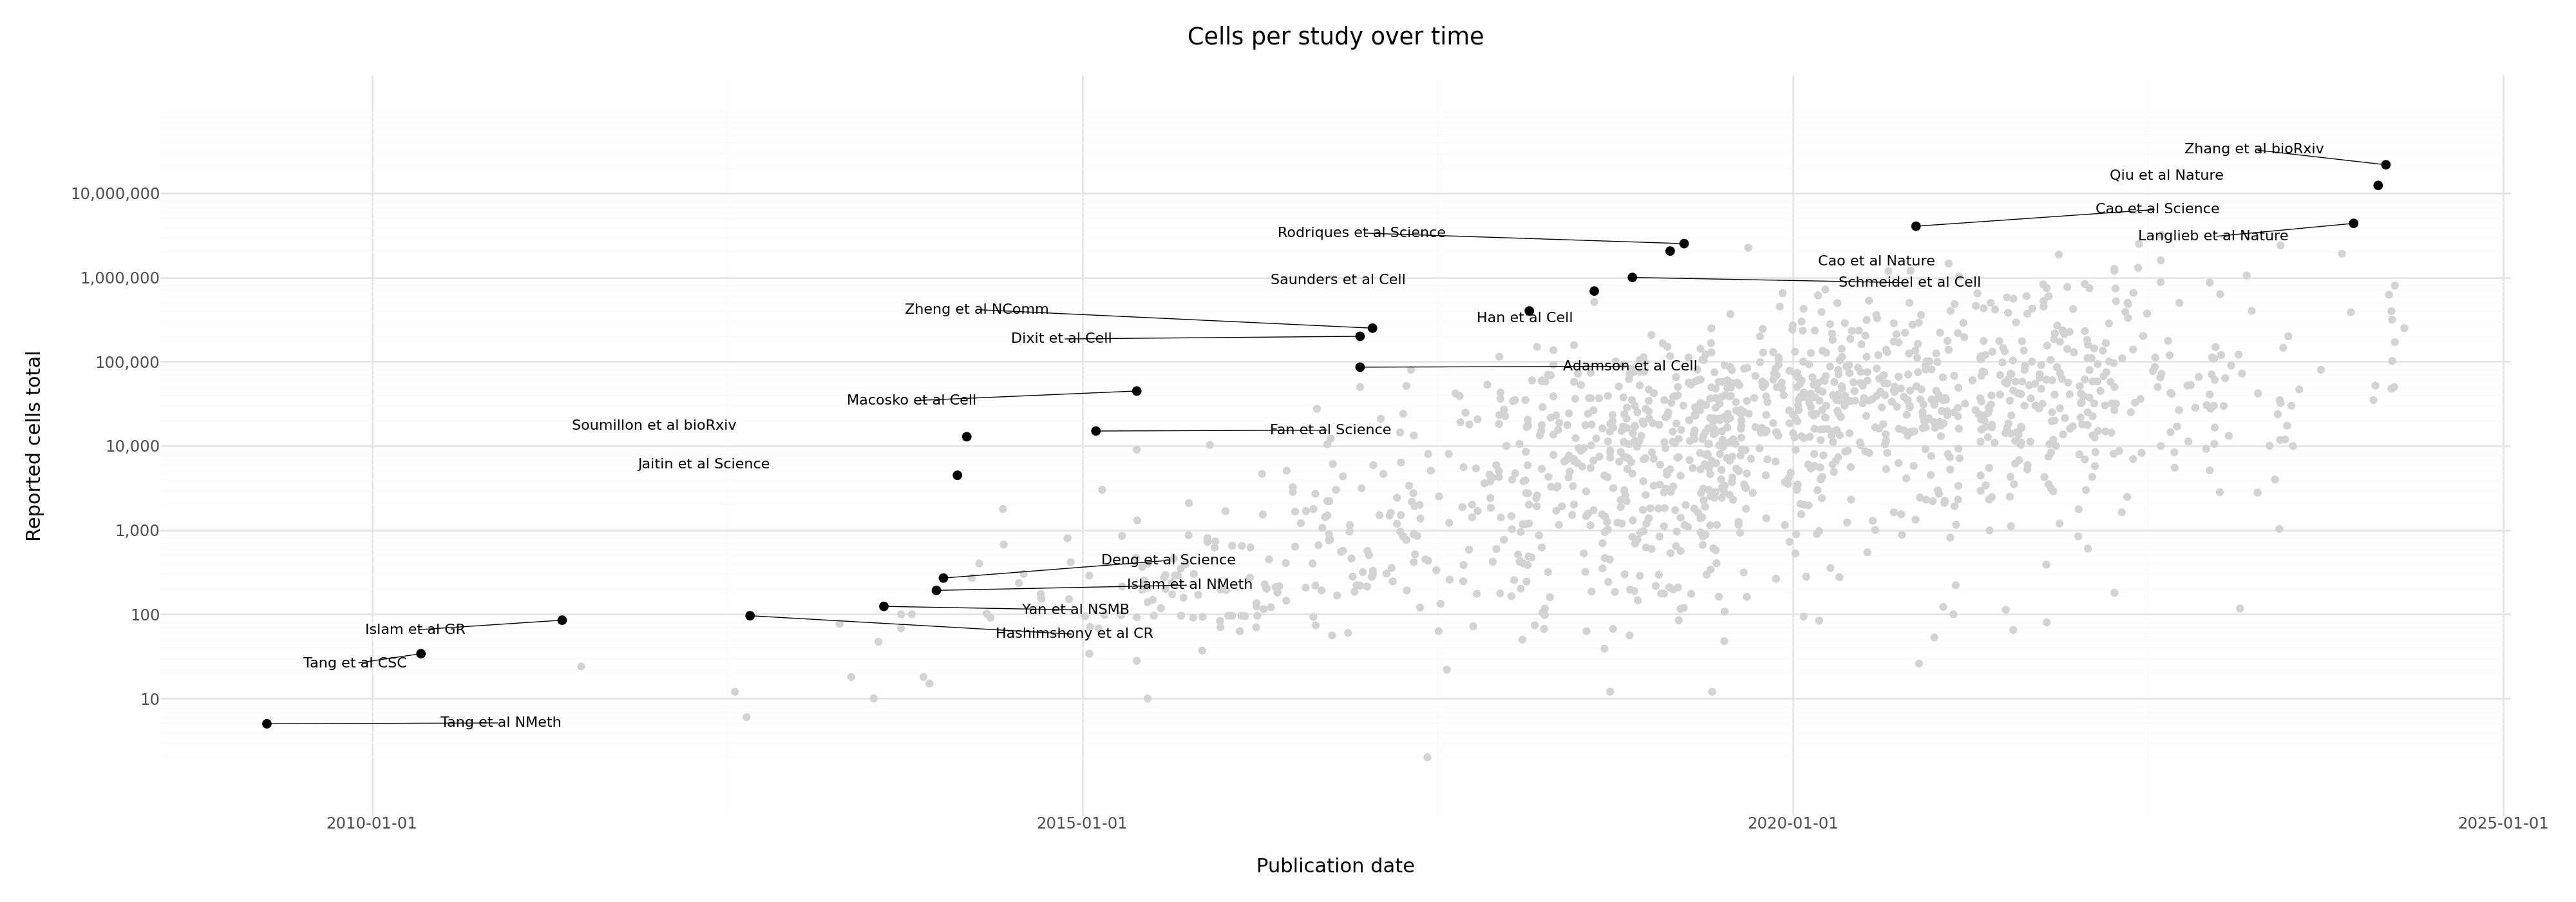 Cells per study over time
Reported cells total
10,000,000
1,000,000
100,000
10,000
1,000
100
10
Zhang et al bioRxiv
Qiu et al Nature
Cao et al Science
Langlieb et al Nature
Rodriques et al Science
Cao et al Nature
Saunders et al Cell
Schmeidel et al Cell
Zheng et al NComm
Han et al Cell
Dixit et al Cell
Adamson et al Cell
Macosko et al Cell
Soumillon et al bioRxiv
Fan et al Science
Jaitin et al Science
Deng et al Science
Islam et al NMeth
Yan et al NSMB
Islam et al GR
Hashimshony et al CR
Tang et al CSC
Tang et al NMeth
2010-01-01
2015-01-01
2020-01-01
2025-01-01
Publication date